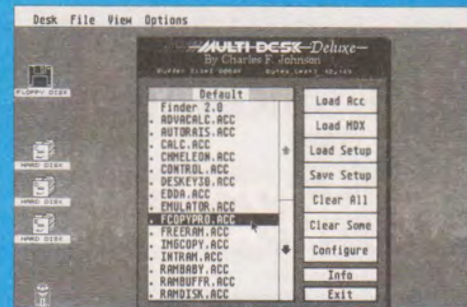 Desk File View Options
MULTI DESK Deluxe
By Charles F. Johnson
Default
Finder 2.0
. ADVACALC.ACC
. AUTORAIS.ACC
. CALC.ACC
. CHMELEON.ACC
. CONTROL.ACC
. DESKEY30.ACC
. EDDA.ACC
. EMULATOR.ACC
. FCOPYPRO.ACC
. FREERAM.ACC
. IMGCOPY.ACC
. INTRAM.ACC
. RAMBABY.ACC
. RAMBUFFR.ACC
. RAMDISK.ACC
Load Acc
Load MDX
Load Setup
Save Setup
Clear All
Clear Some
Configure
Info
Exit
FLOPPY DISK
HARD DISK
HARD DISK
HARD DISK